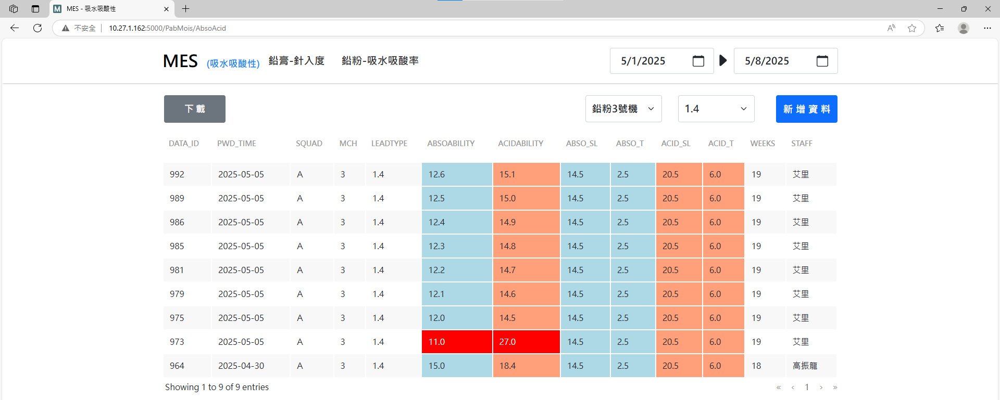 MES - 吸水吸酸性
不安全 10.27.1.162:5000/PabMois/AbsoAcid
MES (吸水吸酸性) 鉛膏-針入度 鉛粉-吸水吸酸率 5/1/2025 5/8/2025
下載 鉛粉3號機 1.4 新增資料
DATA_ID PWD_TIME SQUAD MCH LEADTYPE ABSOABILITY ACIDABILITY ABSO_SL ABSO_T ACID_SL ACID_T WEEKS STAFF
992 2025-05-05 A 3 1.4 12.6 15.1 14.5 2.5 20.5 6.0 19 艾里
989 2025-05-05 A 3 1.4 12.5 15.0 14.5 2.5 20.5 6.0 19 艾里
986 2025-05-05 A 3 1.4 12.4 14.9 14.5 2.5 20.5 6.0 19 艾里
985 2025-05-05 A 3 1.4 12.3 14.8 14.5 2.5 20.5 6.0 19 艾里
981 2025-05-05 A 3 1.4 12.2 14.7 14.5 2.5 20.5 6.0 19 艾里
979 2025-05-05 A 3 1.4 12.1 14.6 14.5 2.5 20.5 6.0 19 艾里
975 2025-05-05 A 3 1.4 12.0 14.5 14.5 2.5 20.5 6.0 19 艾里
973 2025-05-05 A 3 1.4 11.0 27.0 14.5 2.5 20.5 6.0 19 艾里
964 2025-04-30 A 3 1.4 15.0 18.4 14.5 2.5 20.5 6.0 18 高振龍
Showing 1 to 9 of 9 entries « ‹ 1 › »